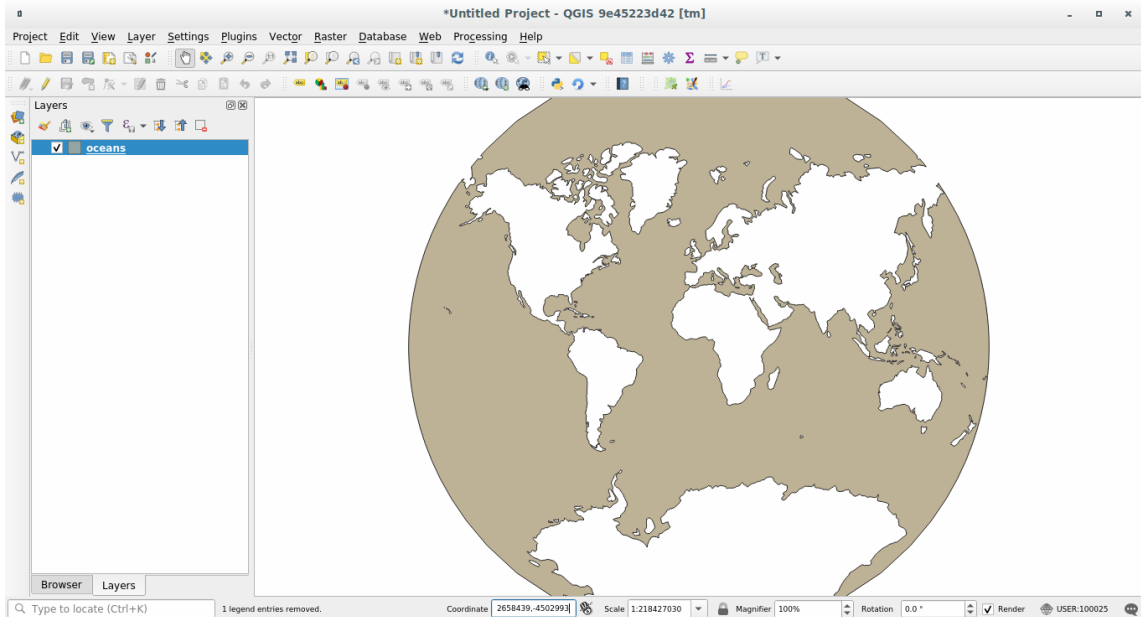 *Untitled Project - QGIS 9e45223d42 [tm]
Project Edit View Layer Settings Plugins Vector Raster Database Web Processing Help
Layers
oceans
Browser Layers
Type to locate (Ctrl+K) 1 legend entries removed. Coordinate 2658439,-4502993 Scale 1:218427030 Magnifier 100% Rotation 0.0 ° Render USER:100025